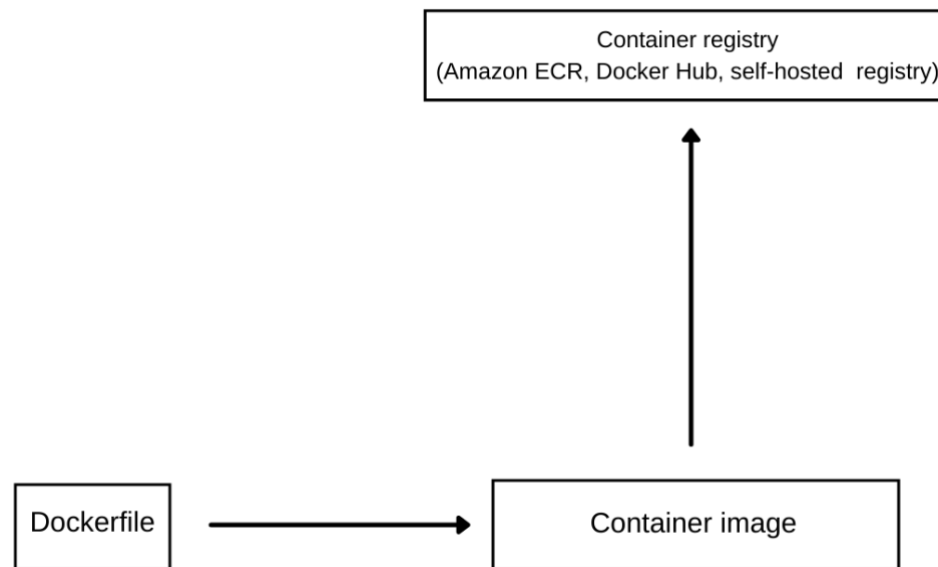 Container registry
(Amazon ECR, Docker Hub, self-hosted registry)
Dockerfile
Container image